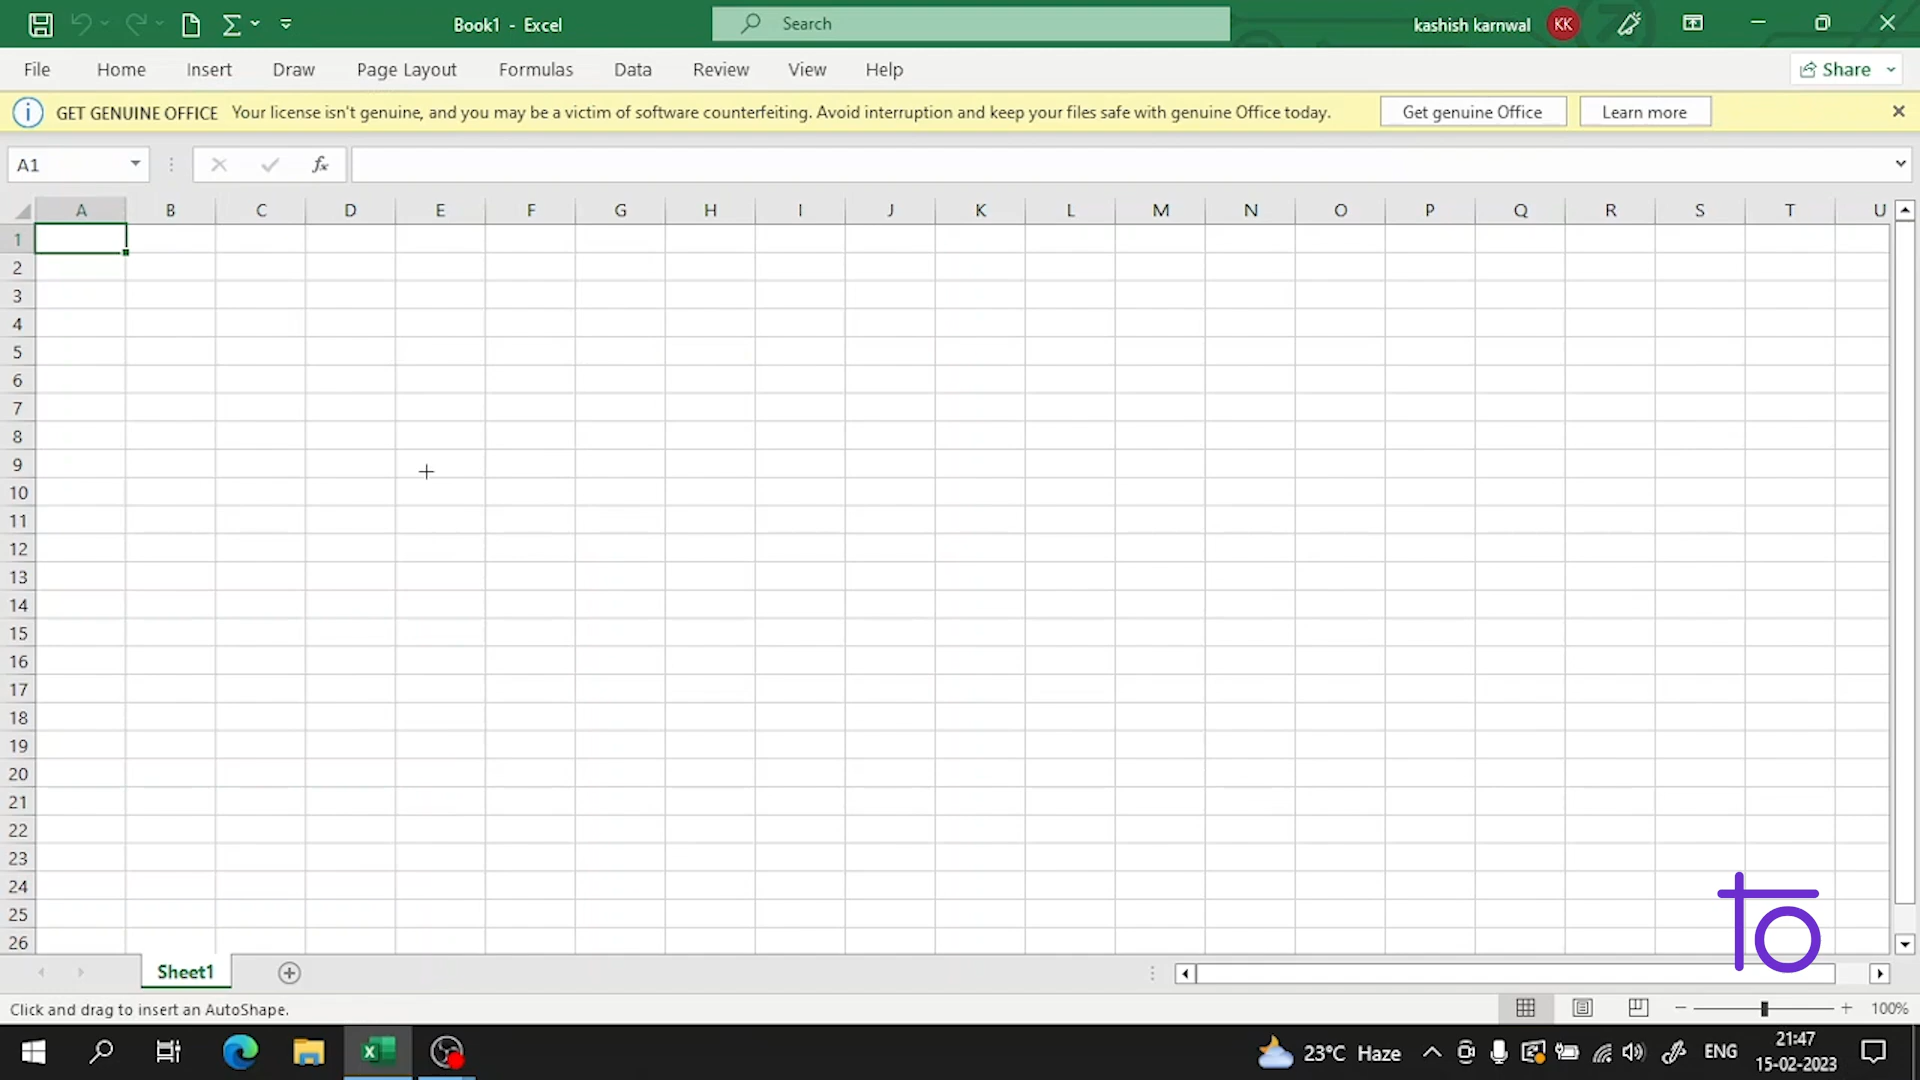 Book1 - Excel
Search
kashish karnwal KK
File Home Insert Draw Page Layout Formulas Data Review View Help Share
GET GENUINE OFFICE Your license isn't genuine, and you may be a victim of software counterfeiting. Avoid interruption and keep your files safe with genuine Office today. Get genuine Office Learn more
A1 fx
A B C D E F G H I J K L M N O P Q R S T U
1
2
3
4
5
6
7
8
9
10
11
12
13
14
15
16
17
18
19
20
21
22
23
24
25
26
to
Sheet1
Click and drag to insert an AutoShape. 100%
23°C Haze ENG 21:47
15-02-2023